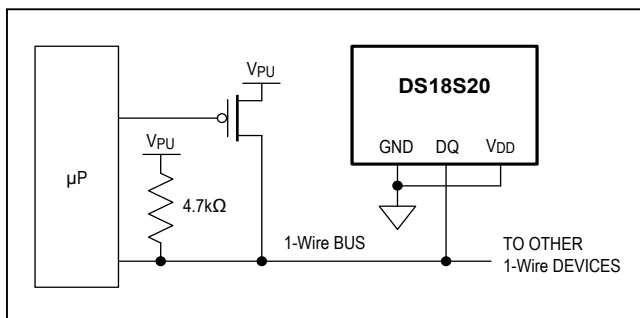 VPU
DS18S20
VPU
GND DQ VDD
µP
4.7kΩ
1-Wire BUS
TO OTHER
1-Wire DEVICES